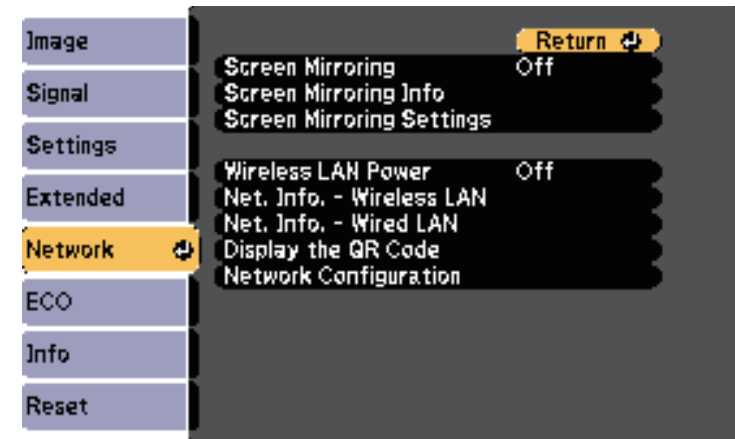 Image
Signal
Settings
Extended
Network
ECO
Info
Reset
Return
Screen Mirroring Off
Screen Mirroring Info
Screen Mirroring Settings
Wireless LAN Power Off
Net. Info. - Wireless LAN
Net. Info. - Wired LAN
Display the QR Code
Network Configuration